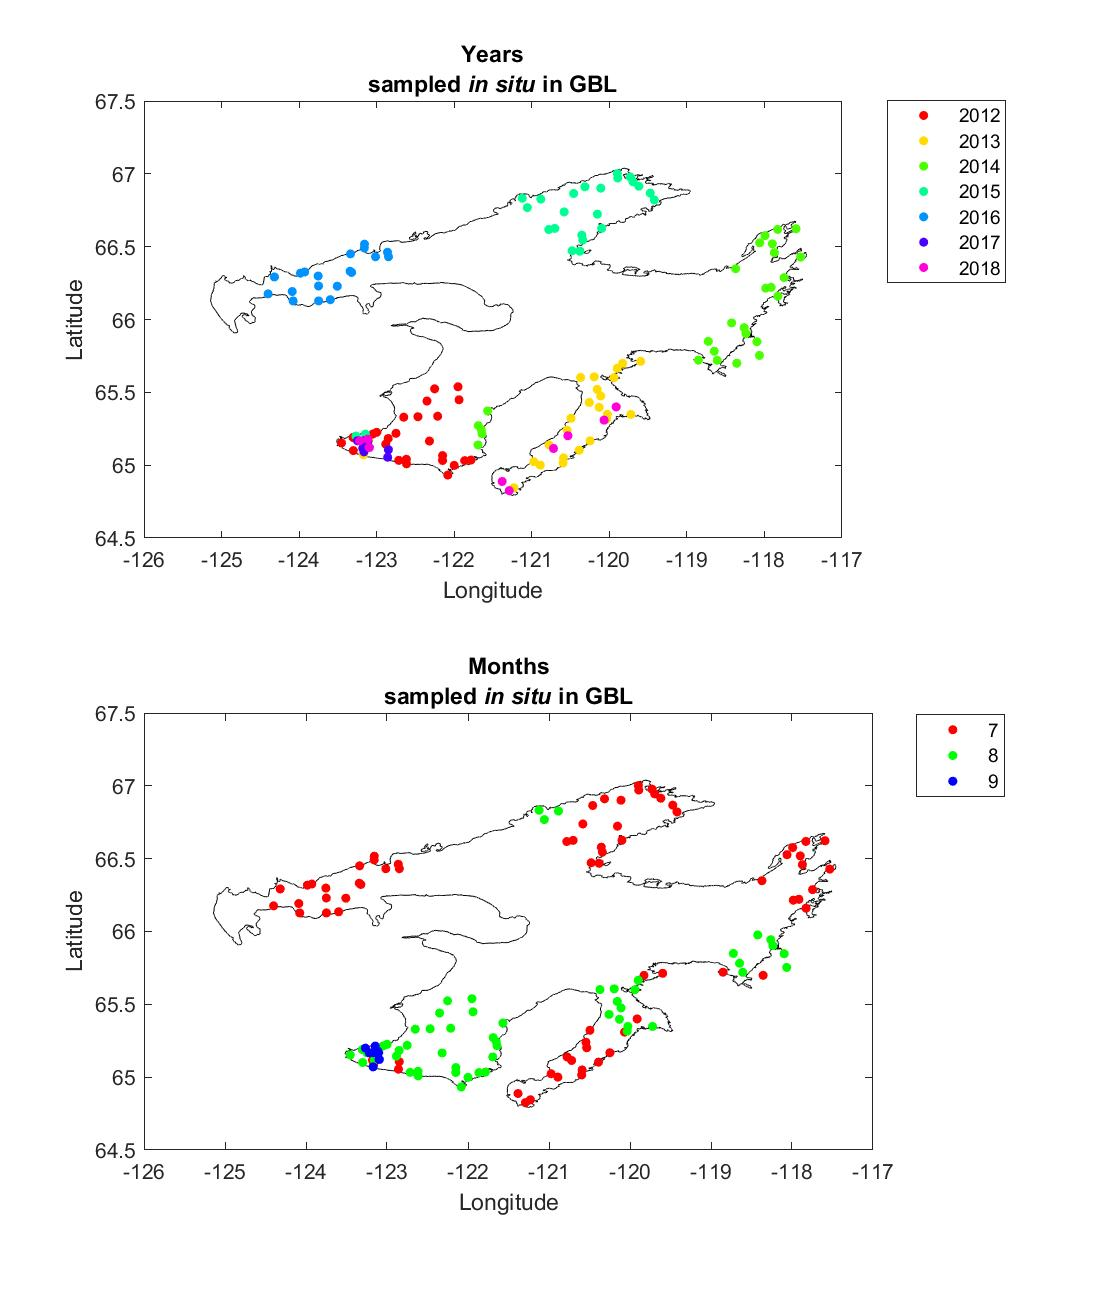 Years
sampled in situ in GBL
67.5
67
66.5
66
65.5
65
64.5
Latitude
-126 -125 -124 -123 -122 -121 -120 -119 -118 -117
Longitude
2012
2013
2014
2015
2016
2017
2018
Months
sampled in situ in GBL
67.5
67
66.5
66
65.5
65
64.5
Latitude
-126 -125 -124 -123 -122 -121 -120 -119 -118 -117
Longitude
7
8
9